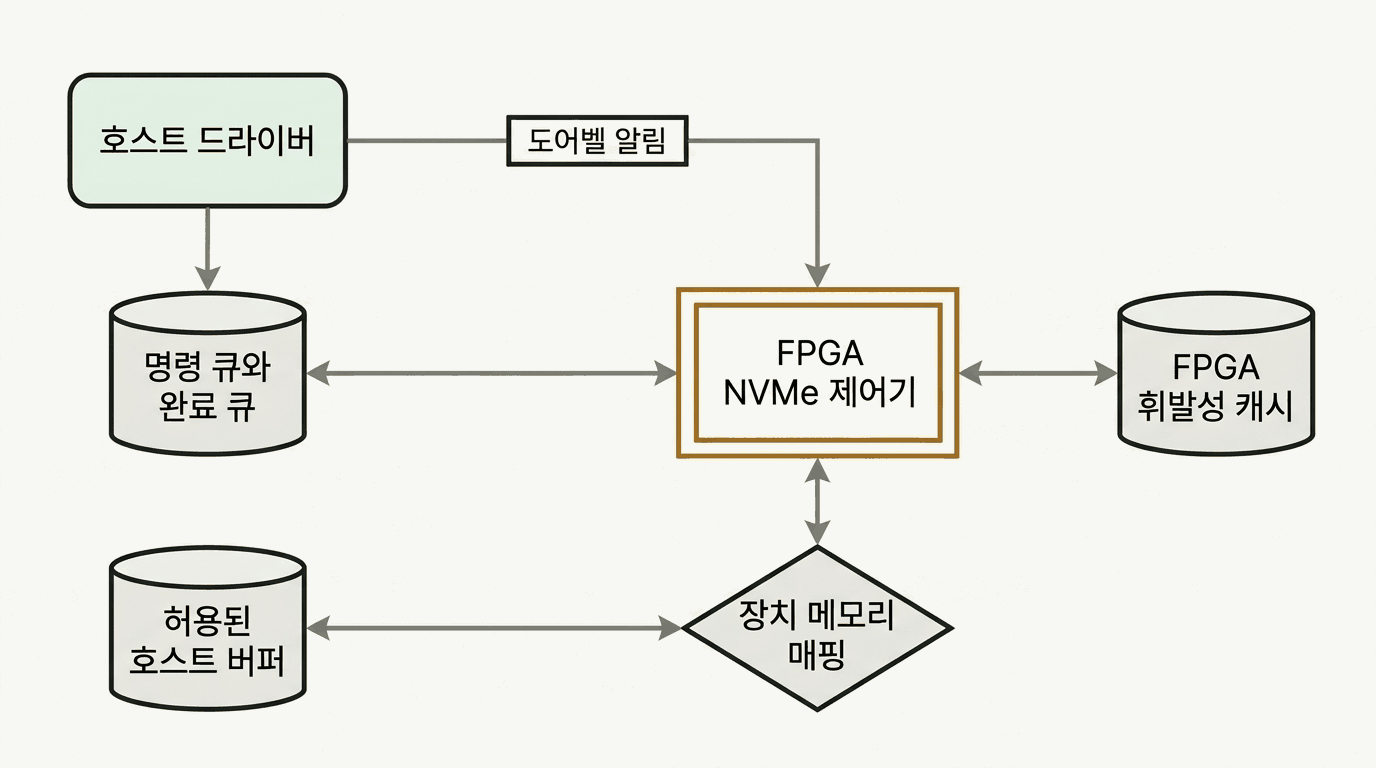 호스트 드라이버
도어벨 알림
명령 큐와
완료 큐
FPGA
NVMe 제어기
FPGA
휘발성 캐시
허용된
호스트 버퍼
장치 메모리
매핑